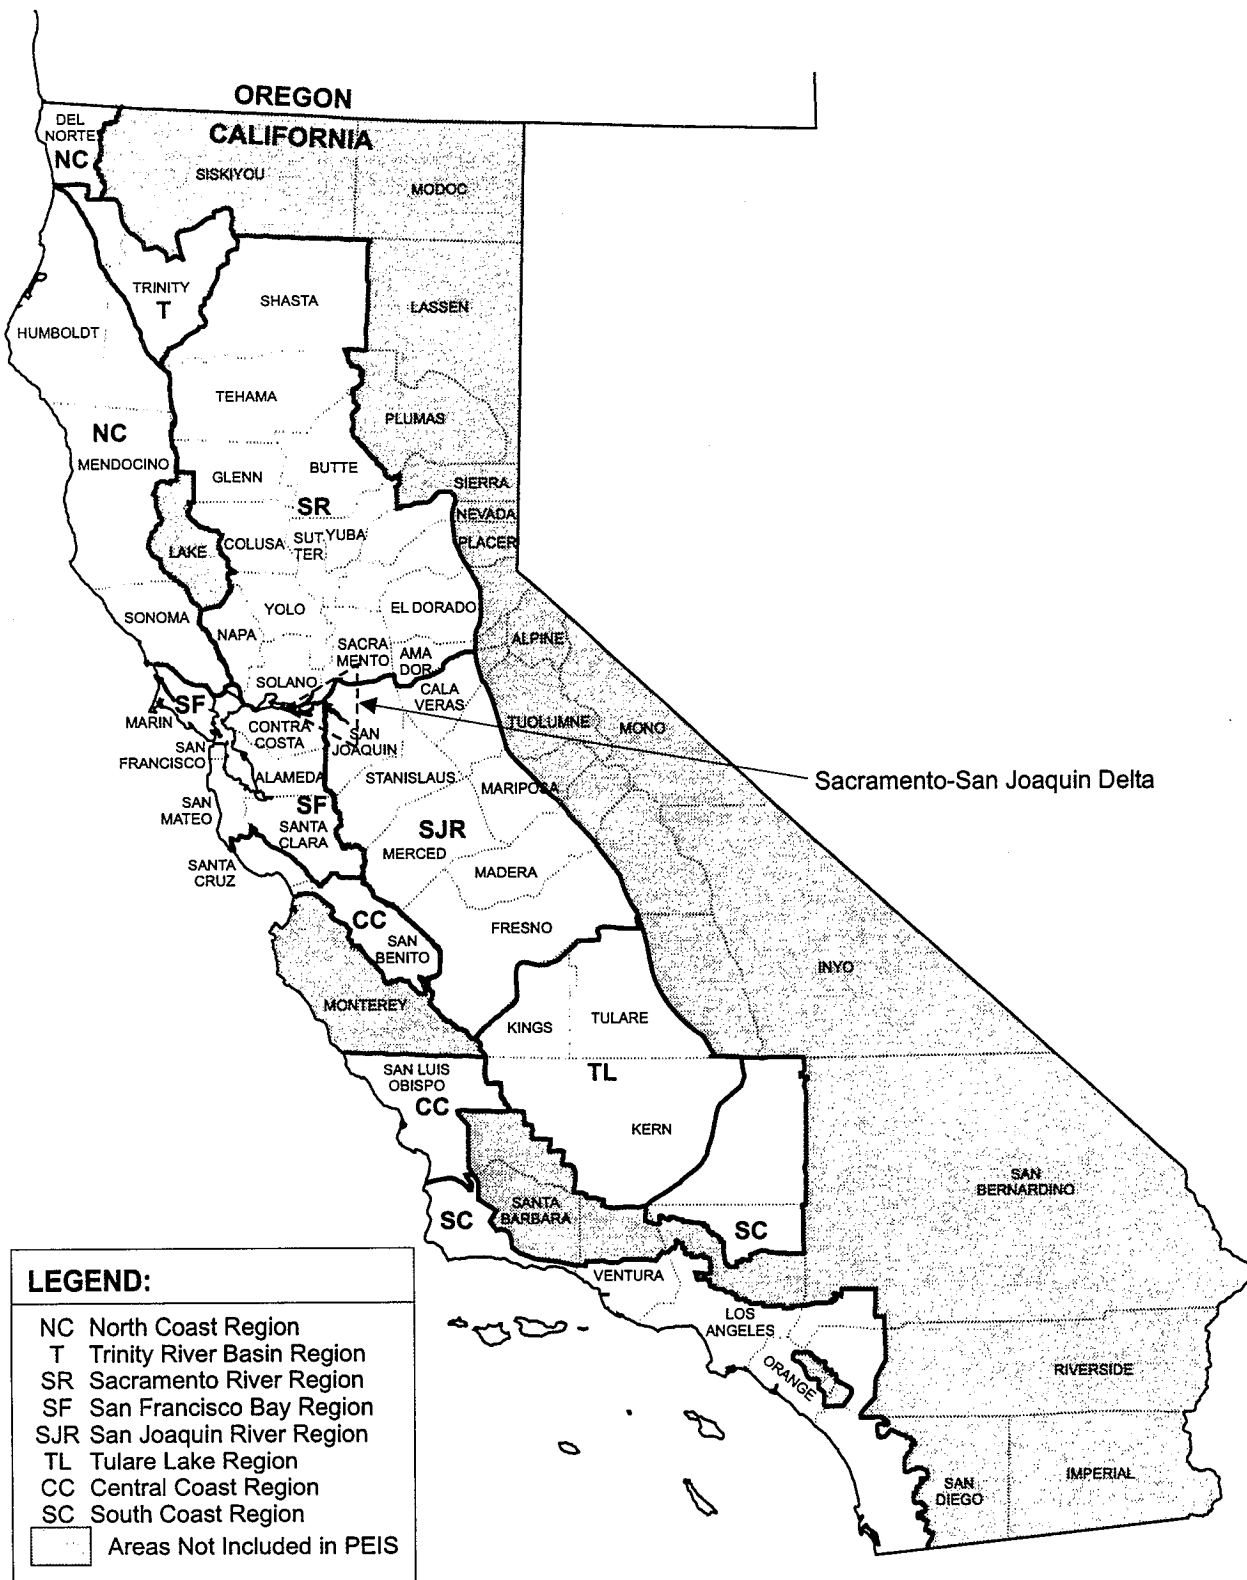 OREGON
CALIFORNIA
DEL
NORTE
NC
SISKIYOU
MODOC
TRINITY
T
SHASTA
LASSEN
HUMBOLDT
TEHAMA
PLUMAS
NC
MENDOCINO
GLENN
BUTTE
SIERRA
SR
NEVADA
PLACER
LAKE
COLUSA
SUT
TER
YUBA
SONOMA
NAPA
YOLO
EL DORADO
SACRA
MENTO
AMA
DOR
ALPINE
SOLANO
CALA
VERAS
SF
MARIN
CONTRA
COSTA
SAN
JOAQUIN
TUOLUMNE
MONO
SAN
FRANCISCO
ALAMEDA
STANISLAUS
MARIPOSA
Sacramento-San Joaquin Delta
SF
SAN
MATEO
SANTA
CLARA
SJR
MERCED
SANTA
CRUZ
MADERA
CC
SAN
BENITO
FRESNO
INYO
MONTEREY
KINGS
TULARE
SAN LUIS
OBISPO
CC
TL
KERN
SAN
BERNARDINO
SC
SANTA
BARBARA
SC
VENTURA
LOS
ANGELES
ORANGE
RIVERSIDE
SAN
DIEGO
IMPERIAL
LEGEND:
NC North Coast Region
T Trinity River Basin Region
SR Sacramento River Region
SF San Francisco Bay Region
SJR San Joaquin River Region
TL Tulare Lake Region
CC Central Coast Region
SC South Coast Region
Areas Not Included in PEIS